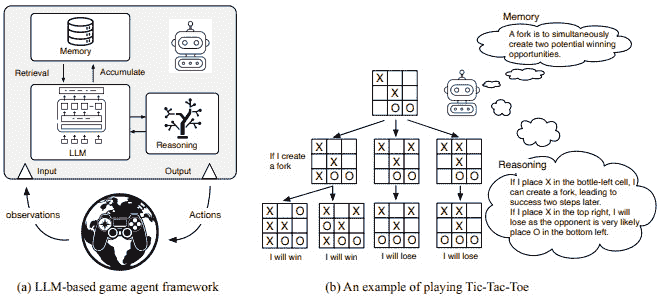 Memory
Retrieval
Accumulate
LLM
Reasoning
Input
Output
observations
Actions
(a) LLM-based game agent framework
Memory
A fork is to simultaneously
create two potential winning
opportunities.
X
X
O O
If I create
a fork
X
X
X O O
X
X
O O O
X X
X
O O
X O
X
X O O
X
O X
X O O
X
X
O O O
X X
X
O O O
I will win
I will win
I will lose
I will lose
Reasoning
If I place X in the bottle-left cell, I
can create a fork, leading to
success two steps later.
If I place X in the top right, I will
lose as the opponent is very likely
place O in the bottom left.
(b) An example of playing Tic-Tac-Toe